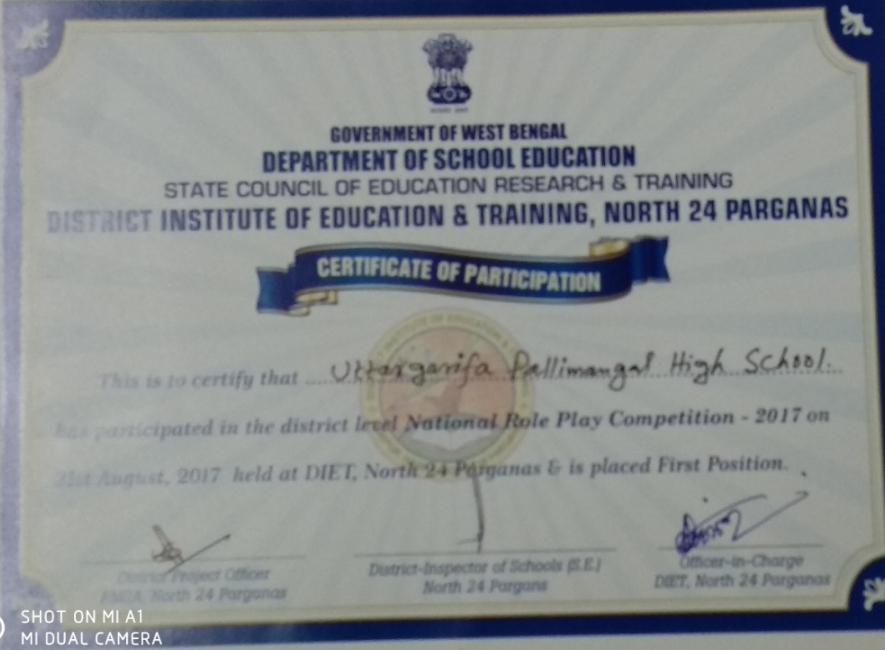 GOVERNMENT OF WEST BENGAL
DEPARTMENT OF SCHOOL EDUCATION
STATE COUNCIL OF EDUCATION RESEARCH & TRAINING
DISTRICT INSTITUTE OF EDUCATION & TRAINING, NORTH 24 PARGANAS
CERTIFICATE OF PARTICIPATION
This is to certify that Uttargarifa Pallimangal High School.
has participated in the district level National Role Play Competition - 2017 on
21st August, 2017 held at DIET, North 24 Parganas & is placed First Position.
District Project Officer
North 24 Parganas
District-Inspector of Schools (S.E.)
North 24 Pargans
Officer-in-Charge
DIET, North 24 Parganas
SHOT ON MI A1
MI DUAL CAMERA